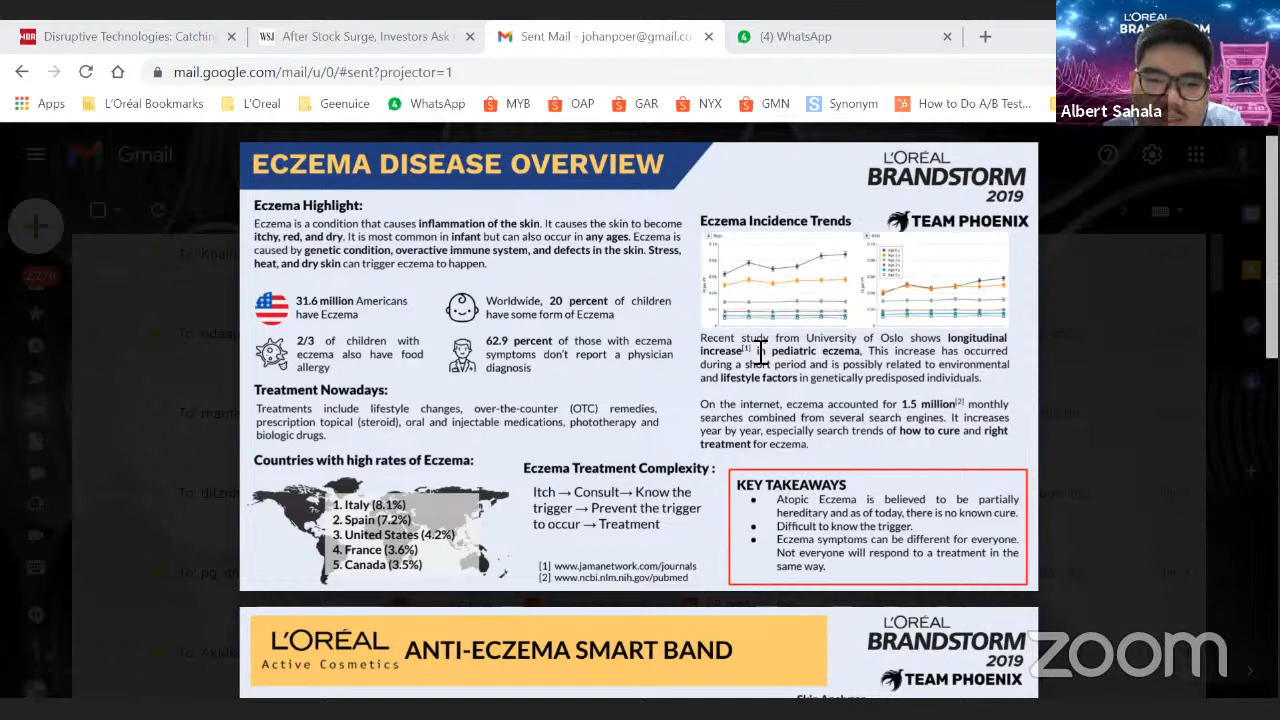 Disruptive Technologies: Catchin
WSJ After Stock Surge, Investors Ask
Sent Mail - johanpoer@gmail.co
(4) WhatsApp
mail.google.com/mail/u/0/#sent?projector=1
Apps L'Oréal Bookmarks L'Oreal Geenuice WhatsApp MYB OAP GAR NYX GMN Synonym How to Do A/B Test...
L'ORÉAL
Albert Sahala
Gmail
ECZEMA DISEASE OVERVIEW
L'ORÉAL
BRANDSTORM
2019
TEAM PHOENIX
Eczema Highlight:
Eczema is a condition that causes inflammation of the skin. It causes the skin to become
itchy, red, and dry. It is most common in infant but can also occur in any ages. Eczema is
caused by genetic condition, overactive immune system, and defects in the skin. Stress,
heat, and dry skin can trigger eczema to happen.
31.6 million Americans
have Eczema
Worldwide, 20 percent of children
have some form of Eczema
2/3 of children with
eczema also have food
allergy
62.9 percent of those with eczema
symptoms don't report a physician
diagnosis
Treatment Nowadays:
Treatments include lifestyle changes, over-the-counter (OTC) remedies,
prescription topical (steroid), oral and injectable medications, phototherapy and
biologic drugs.
Countries with high rates of Eczema:
1. Italy (8.1%)
2. Spain (7.2%)
3. United States (4.2%)
4. France (3.6%)
5. Canada (3.5%)
Eczema Treatment Complexity :
Itch → Consult→ Know the
trigger → Prevent the trigger
to occur → Treatment
[1] www.jamanetwork.com/journals
[2] www.ncbi.nlm.nih.gov/pubmed
Eczema Incidence Trends
Recent study from University of Oslo shows longitudinal
increase[1] in pediatric eczema, This increase has occurred
during a short period and is possibly related to environmental
and lifestyle factors in genetically predisposed individuals.
On the internet, eczema accounted for 1.5 million[2] monthly
searches combined from several search engines. It increases
year by year, especially search trends of how to cure and right
treatment for eczema.
KEY TAKEAWAYS
● Atopic Eczema is believed to be partially
hereditary and as of today, there is no known cure.
● Difficult to know the trigger.
● Eczema symptoms can be different for everyone.
Not everyone will respond to a treatment in the
same way.
L'ORÉAL
Active Cosmetics
ANTI-ECZEMA SMART BAND
L'ORÉAL
BRANDSTORM
2019
TEAM PHOENIX
zoom